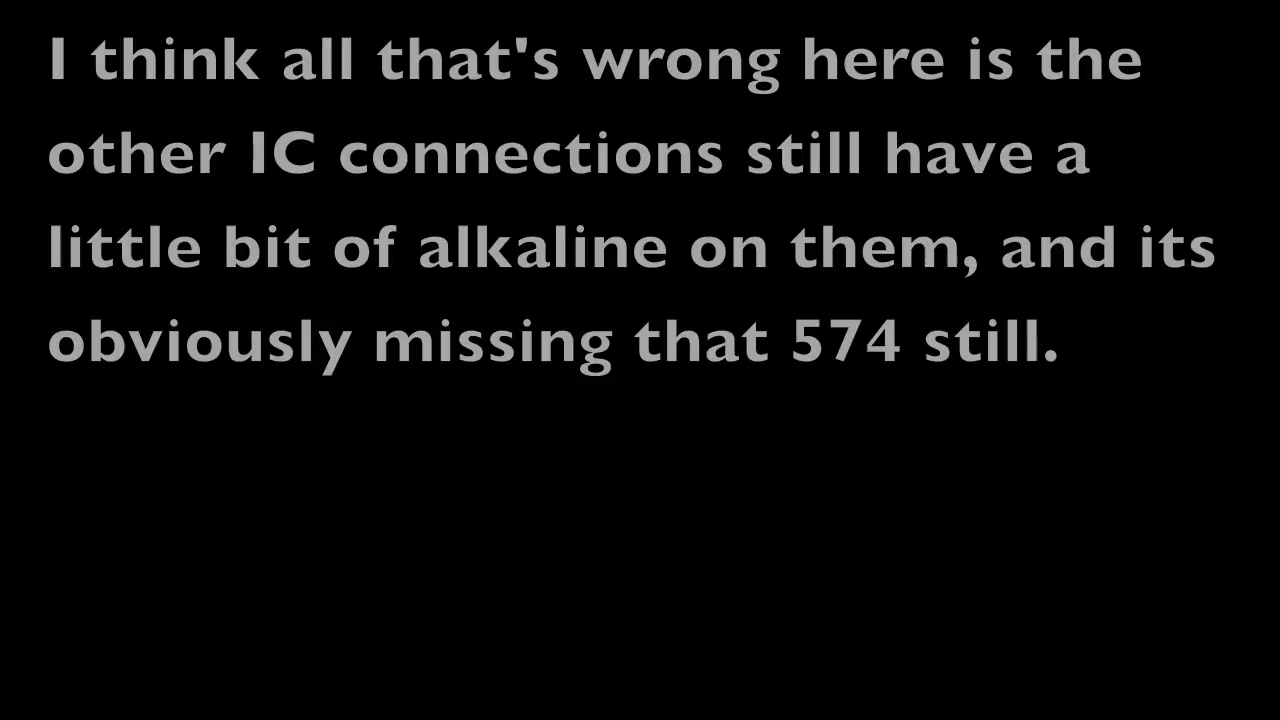 I think all that's wrong here is the
other IC connections still have a
little bit of alkaline on them, and its
obviously missing that 574 still.